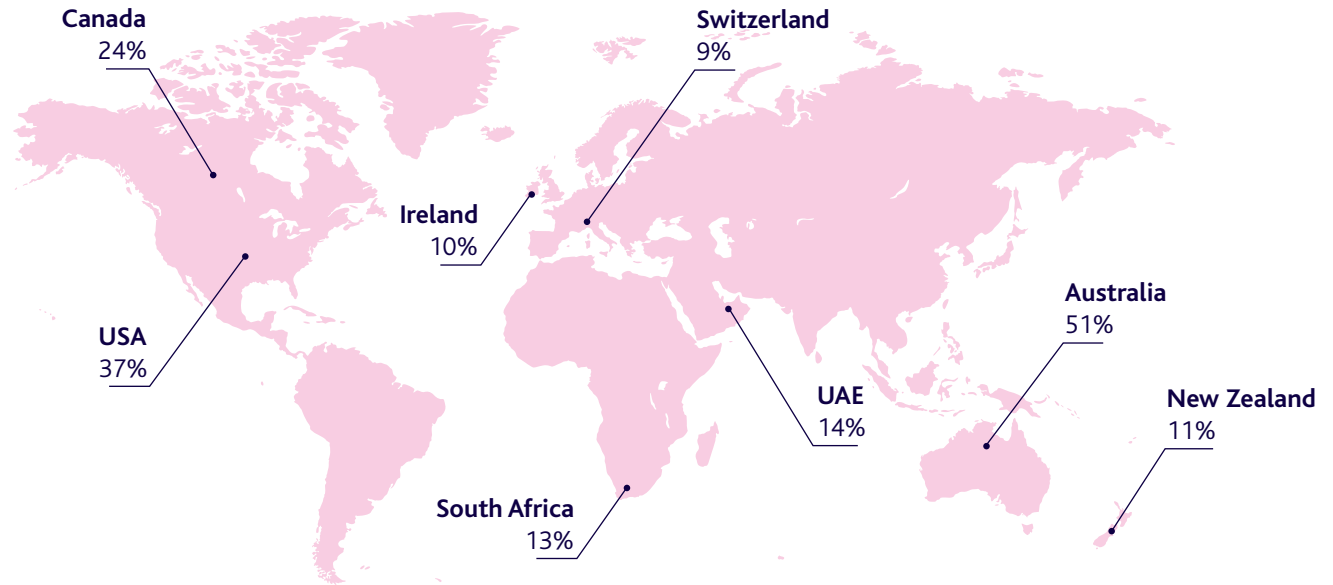 Canada
24%
Switzerland
9%
Ireland
10%
Australia
51%
USA
37%
UAE
14%
New Zealand
11%
South Africa
13%